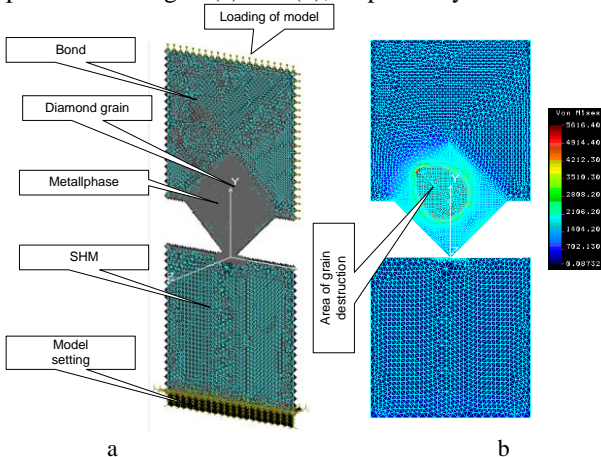 Loading of model
Bond
Diamond grain
Metallphase
SHM
Model
setting
Y
Area of grain
destruction
Y
Von Mises
5616.40
4914.40
4212.30
3510.30
2808.20
2106.20
1404.20
702.130
-0.08732
a
b